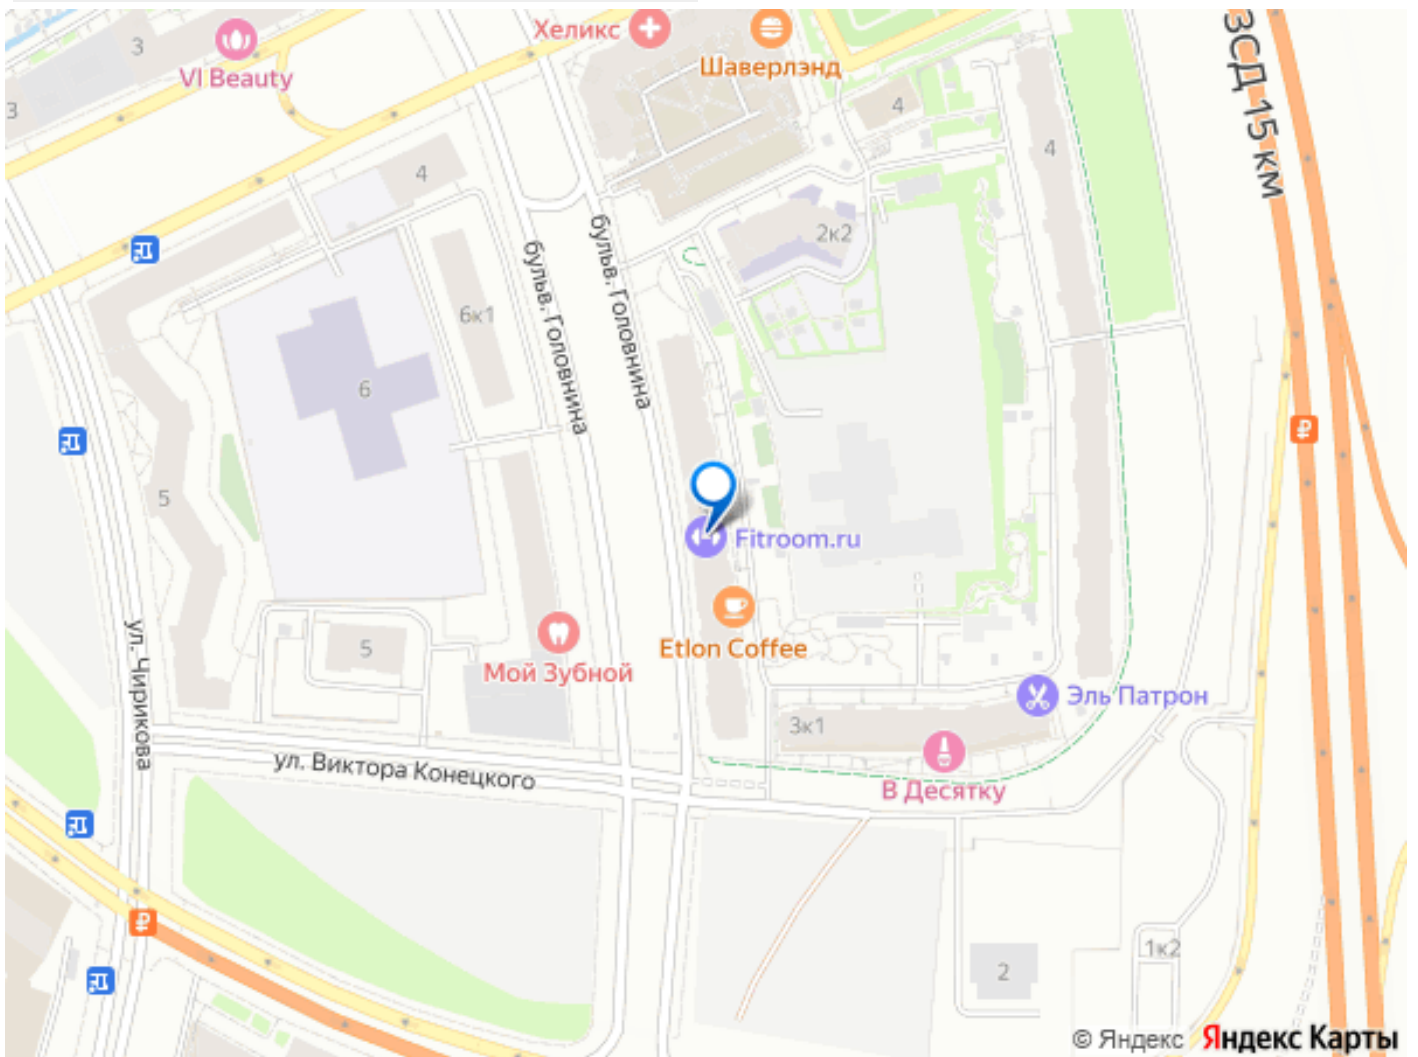 Хеликс
3
VI Beauty
Шаверлэнд
ЗСД 15 км
3
4
4
4
2к2
бульв. Головнина
бульв. Головнина
6к1
6
₽
5
Fitroom.ru
Etlon Coffee
ул. Чирикова
5
Мой Зубной
Эль Патрон
3к1
ул. Виктора Конецкого
В Десятку
₽
1к2
2
© Яндекс Яндекс Карты